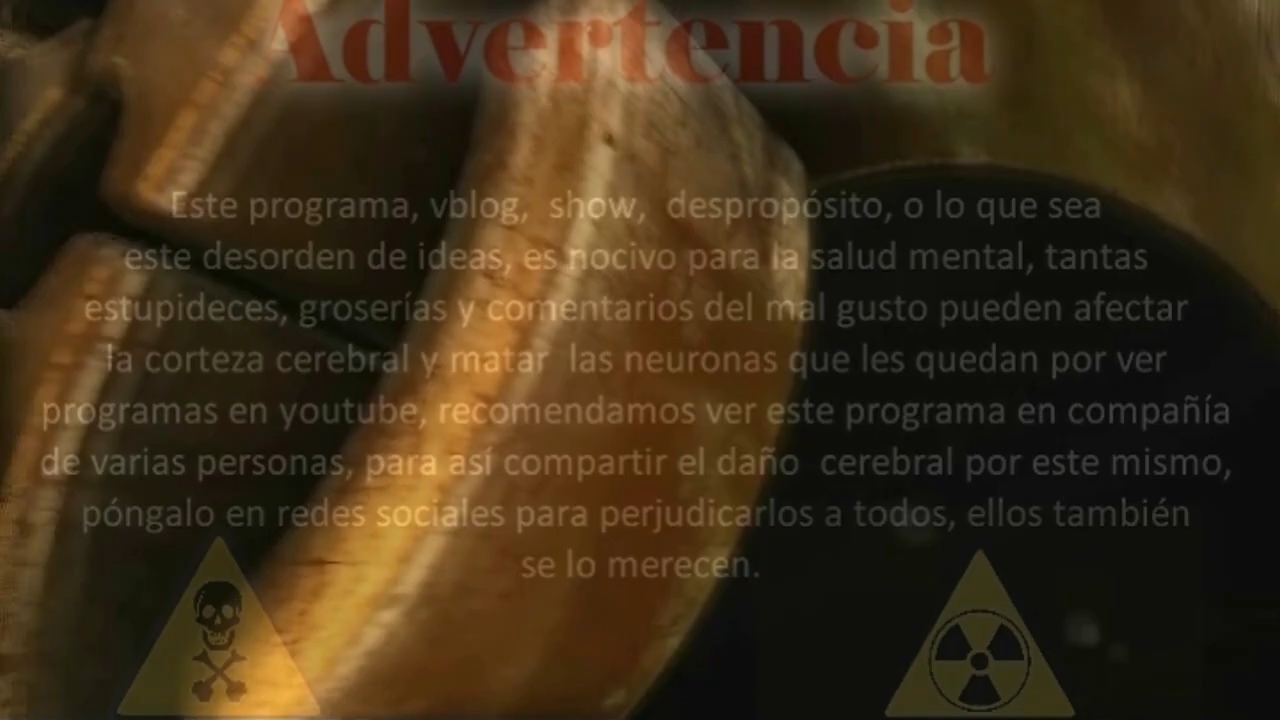 Advertencia
Este programa, vblog, show, despropósito, o lo que sea
este desorden de ideas, es nocivo para la salud mental, tantas
estupideces, groserías y comentarios del mal gusto pueden afectar
la corteza cerebral y matar las neuronas que les quedan por ver
programas en youtube, recomendamos ver este programa en compañía
de varias personas, para así compartir el daño cerebral por este mismo,
póngalo en redes sociales para perjudicarlos a todos, ellos también
se lo merecen.